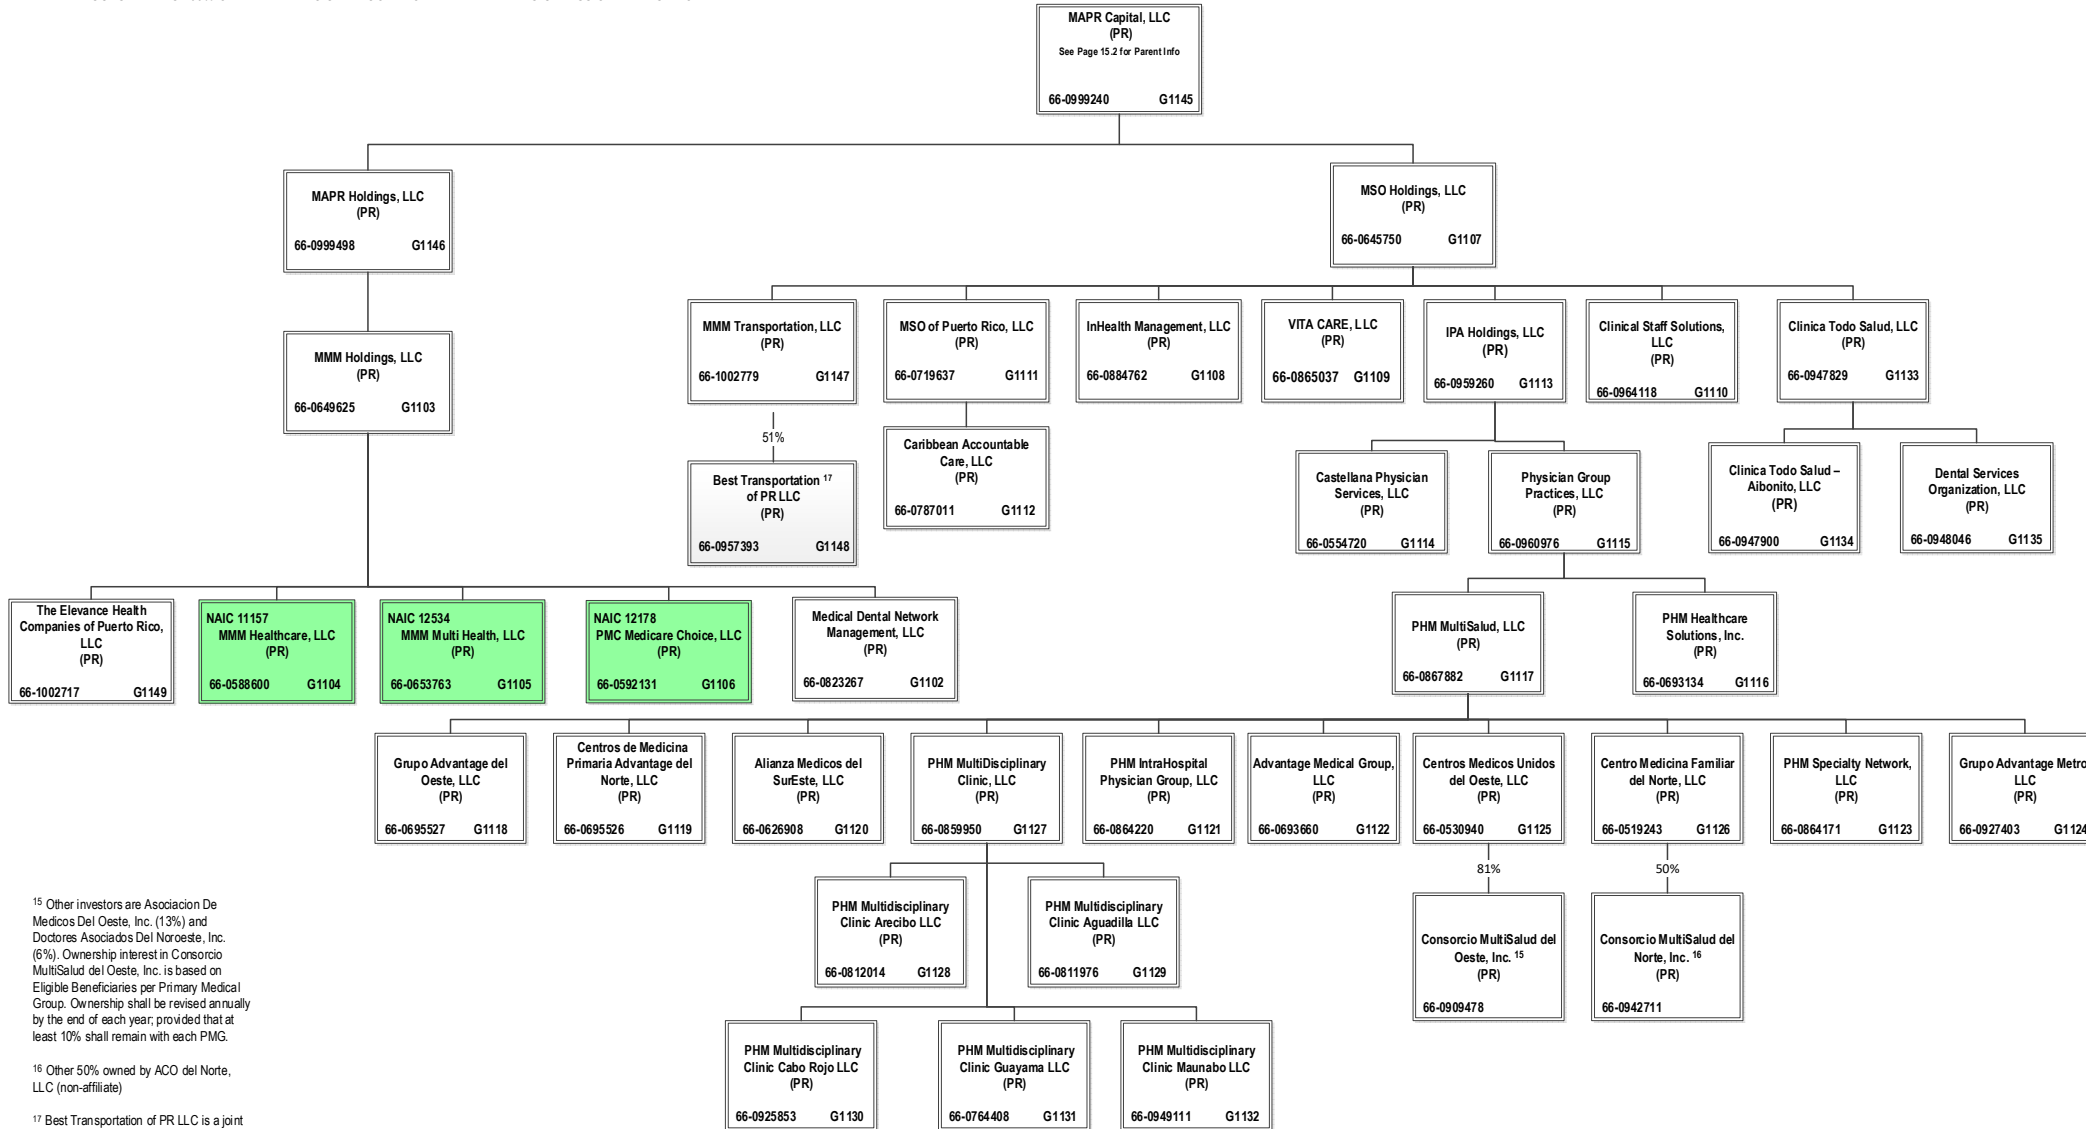 MAPR Capital, LLC
(PR)
See Page 15.2 for Parent Info
66-0999240 G1145
MAPR Holdings, LLC
(PR)
66-0999498 G1146
MSO Holdings, LLC
(PR)
66-0645750 G1107
MMM Holdings, LLC
(PR)
66-0649625 G1103
MMM Transportation, LLC
(PR)
66-1002779 G1147
MSO of Puerto Rico, LLC
(PR)
66-0719637 G1111
InHealth Management, LLC
(PR)
66-0884762 G1108
VITA CARE, LLC
(PR)
66-0865037 G1109
IPA Holdings, LLC
(PR)
66-0959260 G1113
Clinical Staff Solutions,
LLC
(PR)
66-0964118 G1110
Clinica Todo Salud, LLC
(PR)
66-0947829 G1133
51%
Best Transportation 17
of PR LLC
(PR)
66-0957393 G1148
Caribbean Accountable
Care, LLC
(PR)
66-0787011 G1112
Castellana Physician
Services, LLC
(PR)
66-0554720 G1114
Physician Group
Practices, LLC
(PR)
66-0960976 G1115
Clinica Todo Salud –
Aibonito, LLC
(PR)
66-0947900 G1134
Dental Services
Organization, LLC
(PR)
66-0948046 G1135
The Elevance Health
Companies of Puerto Rico,
LLC
(PR)
66-1002717 G1149
NAIC 11157
MMM Healthcare, LLC
(PR)
66-0588600 G1104
NAIC 12534
MMM Multi Health, LLC
(PR)
66-0653763 G1105
NAIC 12178
PMC Medicare Choice, LLC
(PR)
66-0592131 G1106
Medical Dental Network
Management, LLC
(PR)
66-0823267 G1102
PHM MultiSalud, LLC
(PR)
66-0867882 G1117
PHM Healthcare
Solutions, Inc.
(PR)
66-0693134 G1116
Grupo Advantage del
Oeste, LLC
(PR)
66-0695527 G1118
Centros de Medicina
Primaria Advantage del
Norte, LLC
(PR)
66-0695526 G1119
Alianza Medicos del
SurEste, LLC
(PR)
66-0626908 G1120
PHM MultiDisciplinary
Clinic, LLC
(PR)
66-0859950 G1127
PHM IntraHospital
Physician Group, LLC
(PR)
66-0864220 G1121
Advantage Medical Group,
LLC
(PR)
66-0693660 G1122
Centros Medicos Unidos
del Oeste, LLC
(PR)
66-0530940 G1125
Centro Medicina Familiar
del Norte, LLC
(PR)
66-0519243 G1126
PHM Specialty Network,
LLC
(PR)
66-0864171 G1123
Grupo Advantage Metro
LLC
(PR)
66-0927403 G1124
81%
50%
PHM Multidisciplinary
Clinic Arecibo LLC
(PR)
66-0812014 G1128
PHM Multidisciplinary
Clinic Aguadilla LLC
(PR)
66-0811976 G1129
Consorcio MultiSalud del
Oeste, Inc. 15
(PR)
66-0909478
Consorcio MultiSalud del
Norte, Inc. 16
(PR)
66-0942711
PHM Multidisciplinary
Clinic Cabo Rojo LLC
(PR)
66-0925853 G1130
PHM Multidisciplinary
Clinic Guayama LLC
(PR)
66-0764408 G1131
PHM Multidisciplinary
Clinic Maunabo LLC
(PR)
66-0949111 G1132
15 Other investors are Asociacion De
Medicos Del Oeste, Inc. (13%) and
Doctores Asociados Del Noroeste, Inc.
(6%). Ownership interest in Consorcio
MultiSalud del Oeste, Inc. is based on
Eligible Beneficiaries per Primary Medical
Group. Ownership shall be revised annually
by the end of each year; provided that at
least 10% shall remain with each PMG.
16 Other 50% owned by ACO del Norte,
LLC (non-affiliate)
17 Best Transportation of PR LLC is a joint